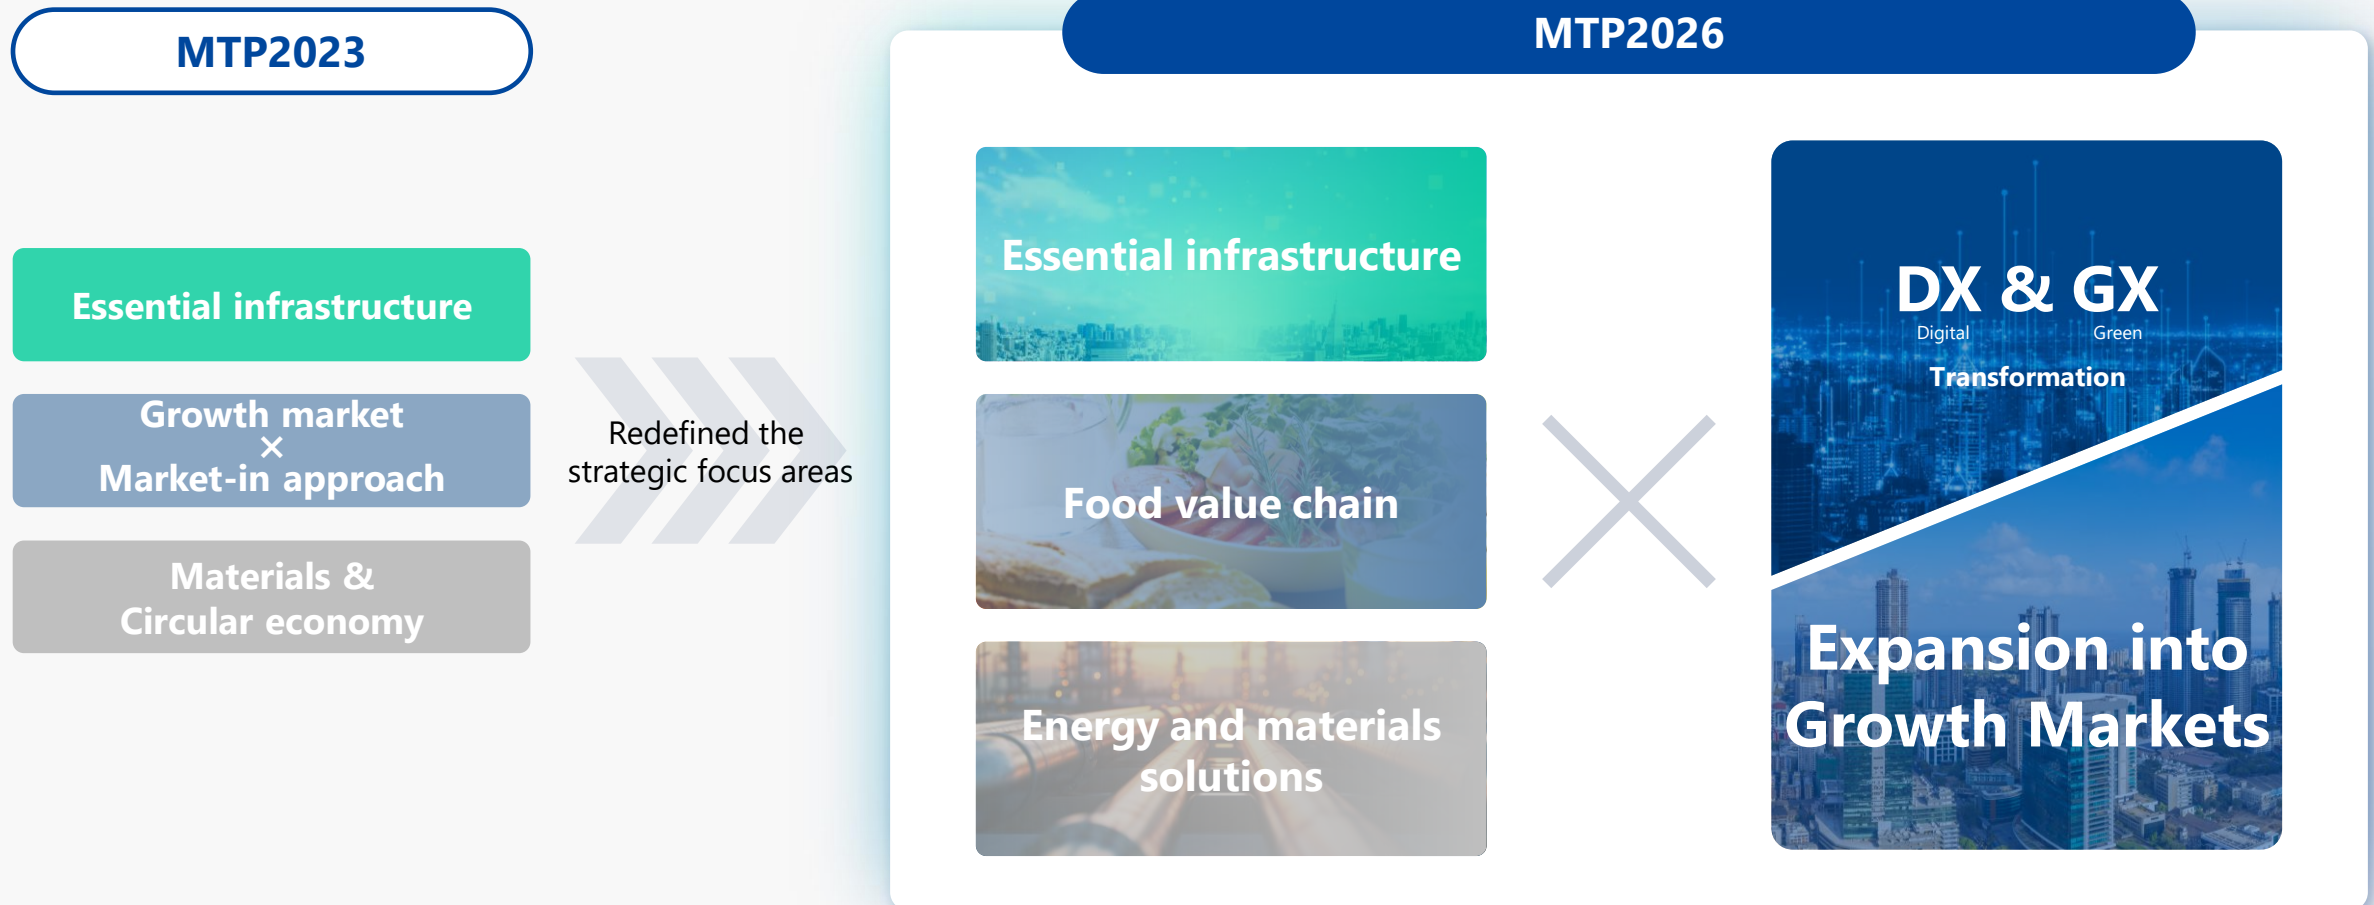 MTP2023
Essential infrastructure
Growth market
×
Market-in approach
Materials &
Circular economy
Redefined the
strategic focus areas
MTP2026
Essential infrastructure
Food value chain
Energy and materials
solutions
DX & GX
Digital Green
Transformation
Expansion into
Growth Markets